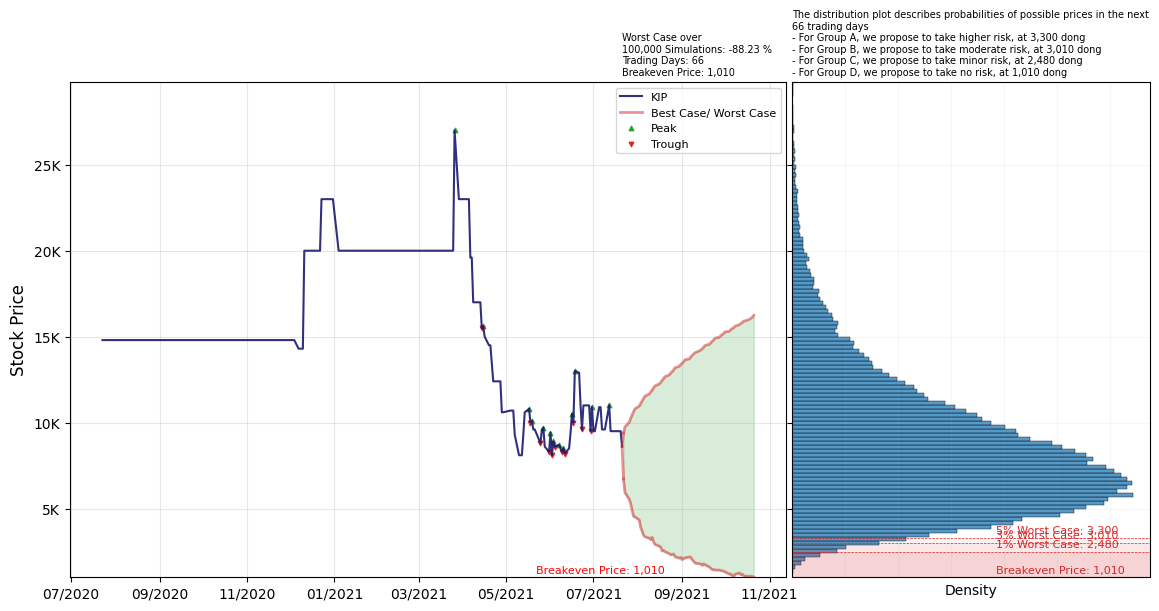 The distribution plot describes probabilities of possible prices in the next
66 trading days
- For Group A, we propose to take higher risk, at 3,300 dong
- For Group B, we propose to take moderate risk, at 3,010 dong
- For Group C, we propose to take minor risk, at 2,480 dong
- For Group D, we propose to take no risk, at 1,010 dong
Worst Case over
100,000 Simulations: -88.23 %
Trading Days: 66
Breakeven Price: 1,010
KIP
Best Case/ Worst Case
Peak
Trough
Stock Price
25K
20K
15K
10K
5K
Breakeven Price: 1,010
07/2020
09/2020
11/2020
01/2021
03/2021
05/2021
07/2021
09/2021
11/2021
5% Worst Case: 3,300
3% Worst Case: 3,010
1% Worst Case: 2,480
Breakeven Price: 1,010
Density